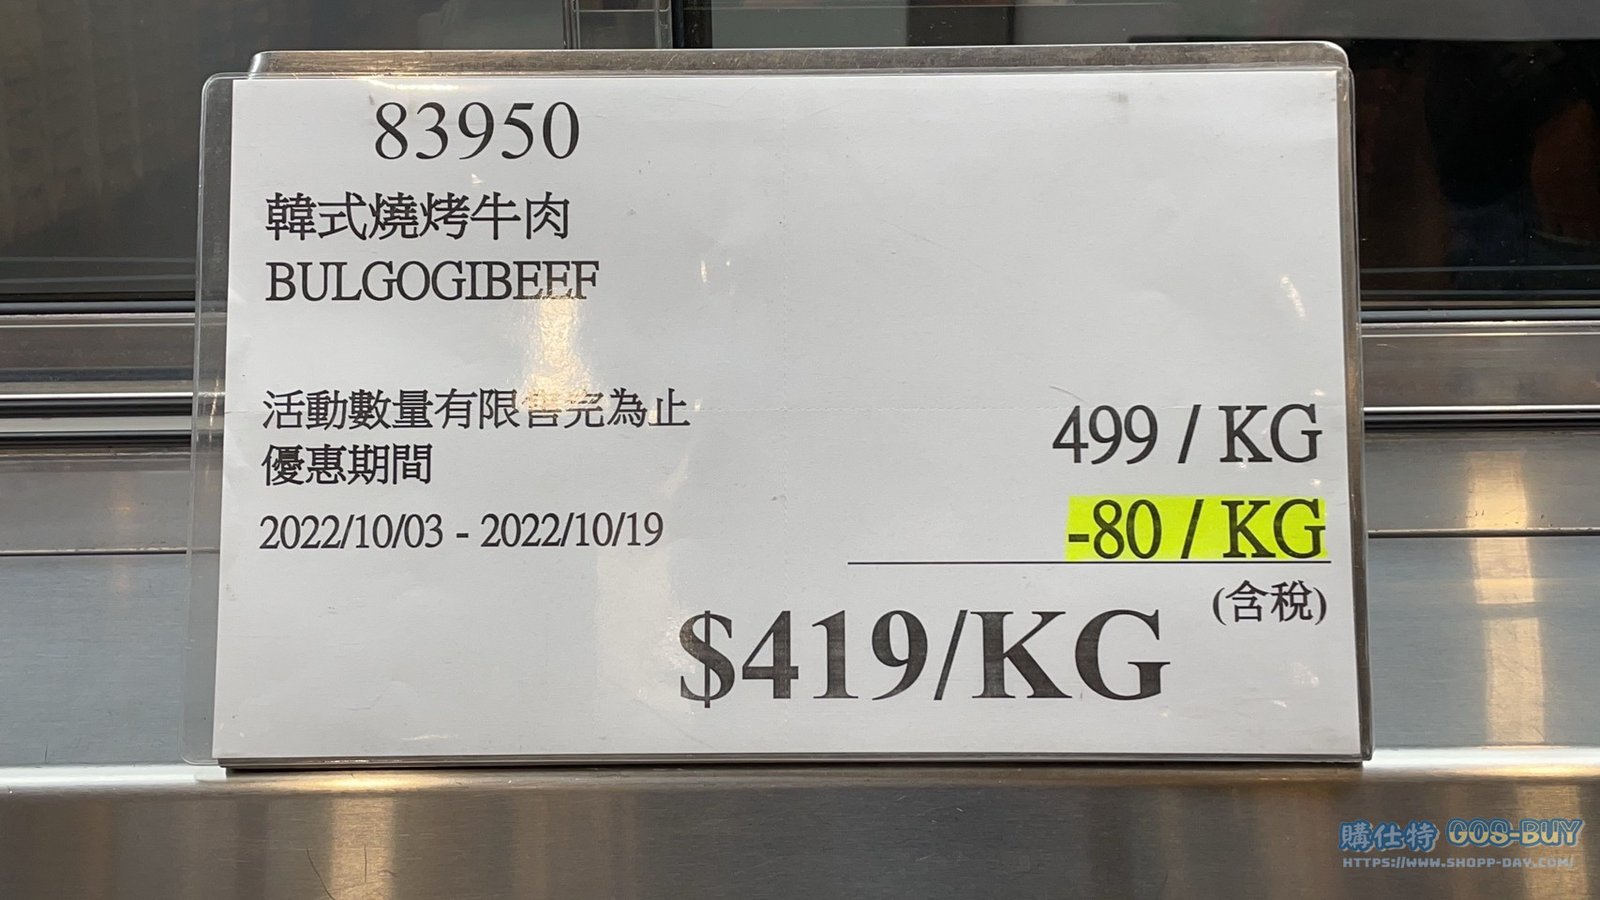 83950
韓式燒烤牛肉
BULGOGIBEEF
活動數量有限售完為止
優惠期間
2022/10/03 - 2022/10/19
499 / KG
-80 / KG
(含稅)
$419/KG
購仕特 GOS-BUY
HTTPS://WWW.SHOPP-DAY.COM/